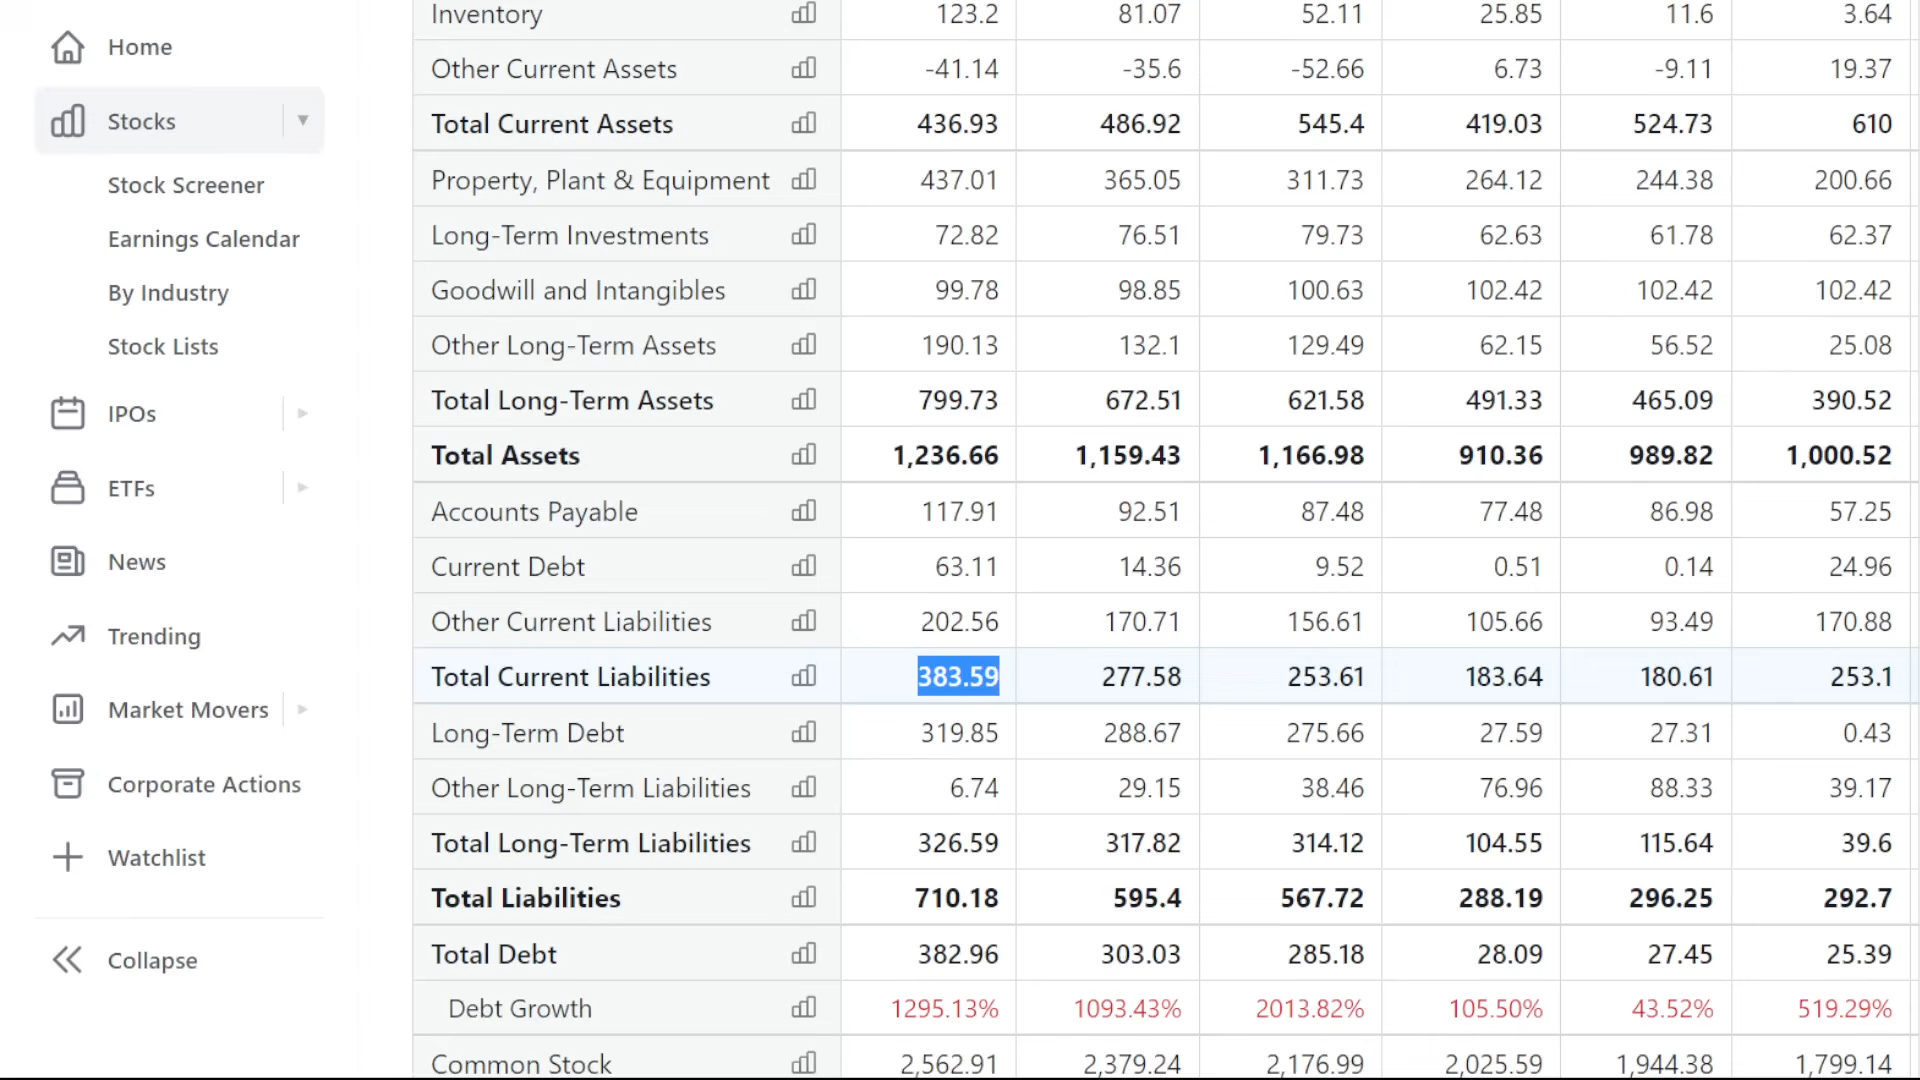 Home
Stocks
Stock Screener
Earnings Calendar
By Industry
Stock Lists
IPOs
ETFs
News
Trending
Market Movers
Corporate Actions
Watchlist
Collapse
Inventory 123.2 81.07 52.11 25.85 11.6 3.64
Other Current Assets -41.14 -35.6 -52.66 6.73 -9.11 19.37
Total Current Assets 436.93 486.92 545.4 419.03 524.73 610
Property, Plant & Equipment 437.01 365.05 311.73 264.12 244.38 200.66
Long-Term Investments 72.82 76.51 79.73 62.63 61.78 62.37
Goodwill and Intangibles 99.78 98.85 100.63 102.42 102.42 102.42
Other Long-Term Assets 190.13 132.1 129.49 62.15 56.52 25.08
Total Long-Term Assets 799.73 672.51 621.58 491.33 465.09 390.52
Total Assets 1,236.66 1,159.43 1,166.98 910.36 989.82 1,000.52
Accounts Payable 117.91 92.51 87.48 77.48 86.98 57.25
Current Debt 63.11 14.36 9.52 0.51 0.14 24.96
Other Current Liabilities 202.56 170.71 156.61 105.66 93.49 170.88
Total Current Liabilities 383.59 277.58 253.61 183.64 180.61 253.1
Long-Term Debt 319.85 288.67 275.66 27.59 27.31 0.43
Other Long-Term Liabilities 6.74 29.15 38.46 76.96 88.33 39.17
Total Long-Term Liabilities 326.59 317.82 314.12 104.55 115.64 39.6
Total Liabilities 710.18 595.4 567.72 288.19 296.25 292.7
Total Debt 382.96 303.03 285.18 28.09 27.45 25.39
Debt Growth 1295.13% 1093.43% 2013.82% 105.50% 43.52% 519.29%
Common Stock 2,562.91 2,379.24 2,176.99 2,025.59 1,944.38 1,799.14